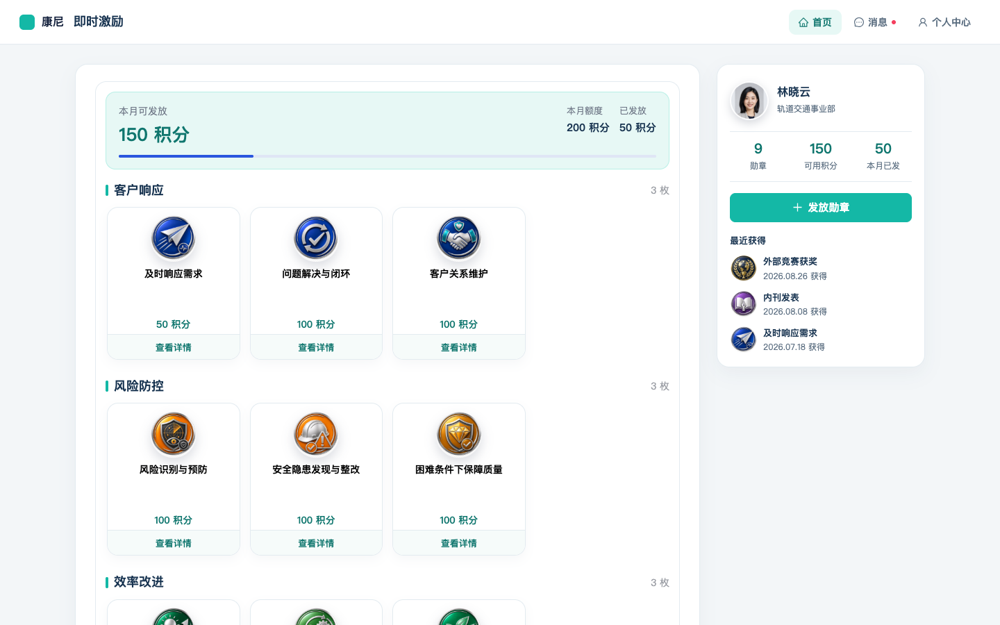 康尼 即时激励
首页
消息
个人中心
本月可发放
150 积分
本月额度
200 积分
已发放
50 积分
客户响应
3 枚
及时响应需求
50 积分
查看详情
问题解决与闭环
100 积分
查看详情
客户关系维护
100 积分
查看详情
风险防控
3 枚
风险识别与预防
100 积分
查看详情
安全隐患发现与整改
100 积分
查看详情
困难条件下保障质量
100 积分
查看详情
效率改进
3 枚
林晓云
轨道交通事业部
9
勋章
150
可用积分
50
本月已发
发放勋章
最近获得
外部竞赛获奖
2026.08.26 获得
内刊发表
2026.08.08 获得
及时响应需求
2026.07.18 获得